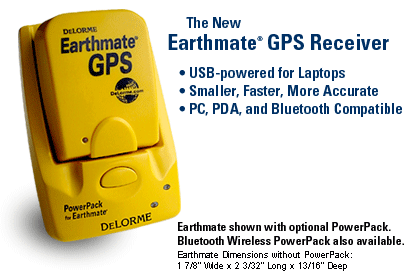 The New
Earthmate® GPS Receiver
• USB-powered for Laptops
• Smaller, Faster, More Accurate
• PC, PDA, and Bluetooth Compatible
DELORME
Earthmate®
GPS
DeLorme.com
PowerPack
for Earthmate®
DELORME
Earthmate shown with optional PowerPack.
Bluetooth Wireless PowerPack also available.
Earthmate Dimensions without PowerPack:
1 7/8" Wide x 2 3/32" Long x 13/16" Deep